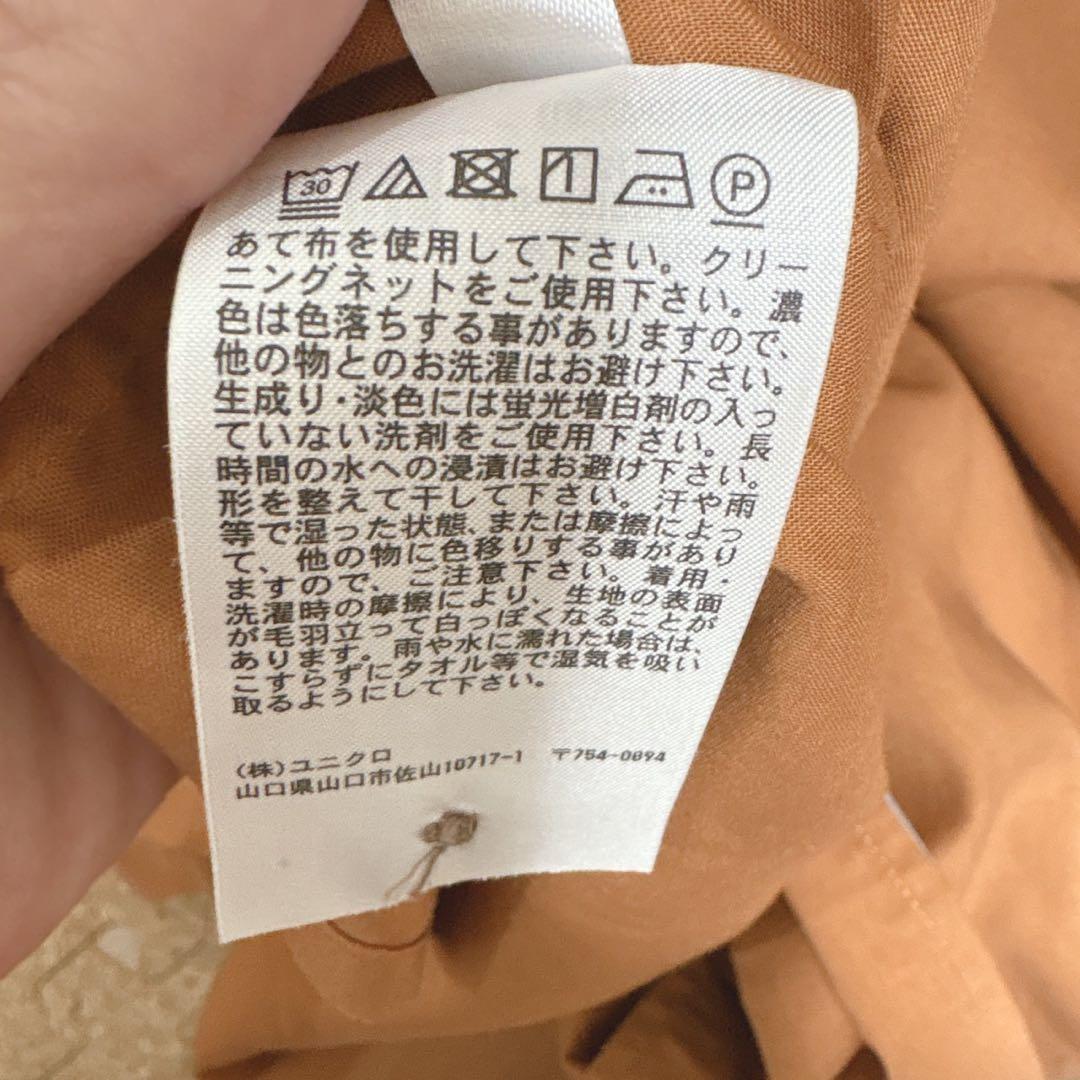 30 P
あて布を使用して下さい。クリー
ニングネットをご使用下さい。濃
色は色落ちする事がありますので、
他の物とのお洗濯はお避け下さい。
生成り・淡色には蛍光増白剤の入っ
ていない洗剤をご使用下さい。長
時間の水への浸漬はお避け下さい。
形を整えて干して下さい。汗や雨
等で湿った状態、または摩擦によっ
て、他の物に色移りする事があり
ますので、ご注意下さい。着用・
洗濯時の摩擦により、生地の表面
が毛羽立って白っぽくなることが
あります。雨や水に濡れた場合は、
こすらずにタオル等で湿気を吸い
取るようにして下さい。
(株)ユニクロ 〒754-0894
山口県山口市佐山10717-1